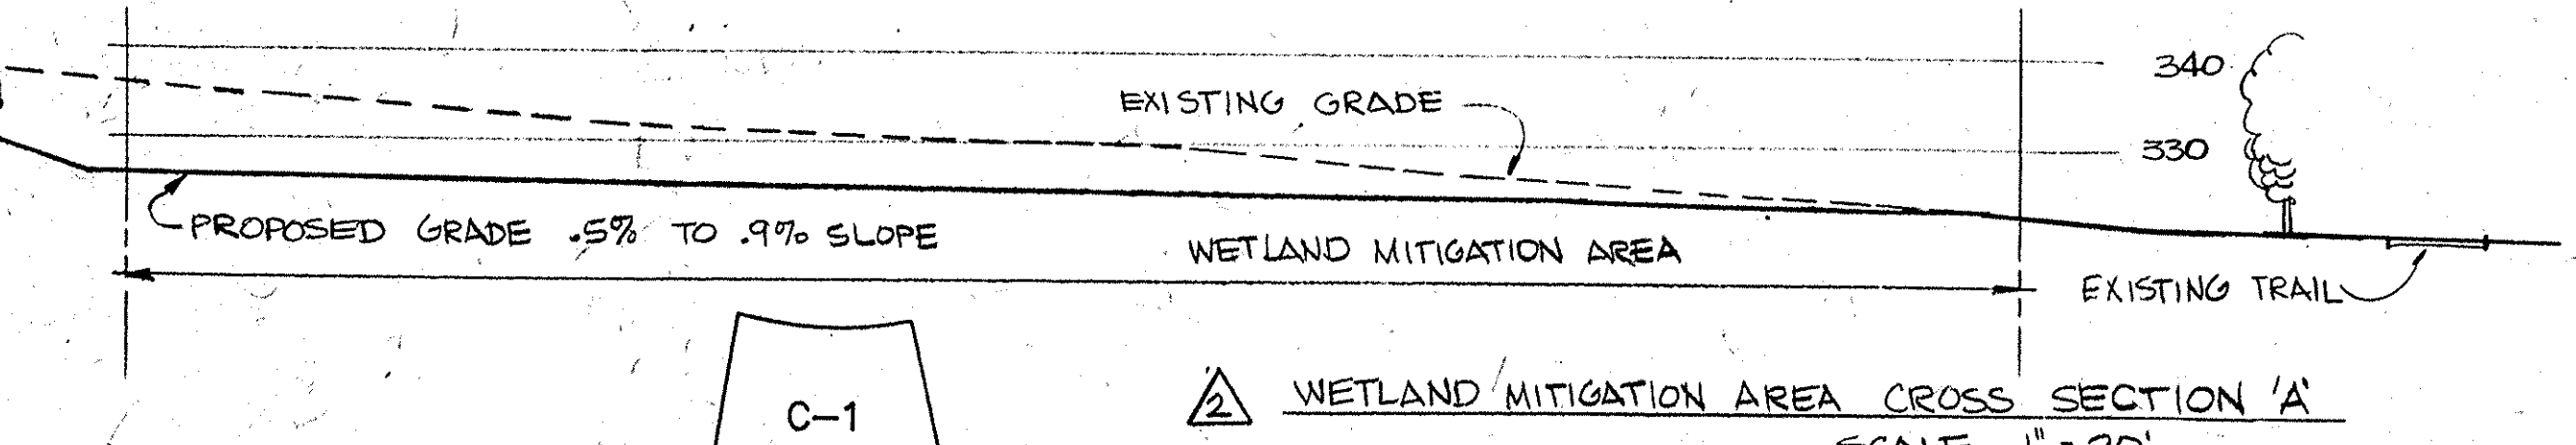 340
EXISTING GRADE
330
PROPOSED GRADE .5% TO .9% SLOPE
WETLAND MITIGATION AREA
EXISTING TRAIL
2 WETLAND MITIGATION AREA CROSS SECTION 'A'
C-1